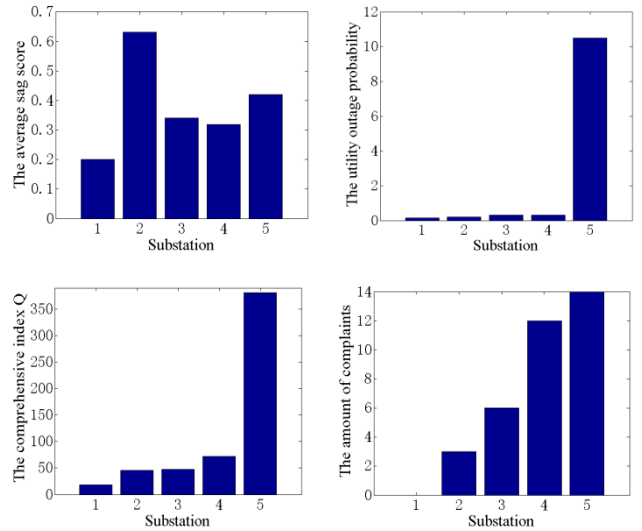 The average sag score
0.7
0.6
0.5
0.4
0.3
0.2
0.1
0
1 2 3 4 5
Substation
The utility outage probability
12
10
8
6
4
2
0
1 2 3 4 5
Substation
The comprehensive index Q
350
300
250
200
150
100
50
0
1 2 3 4 5
Substation
The amount of complaints
14
12
10
8
6
4
2
0
1 2 3 4 5
Substation